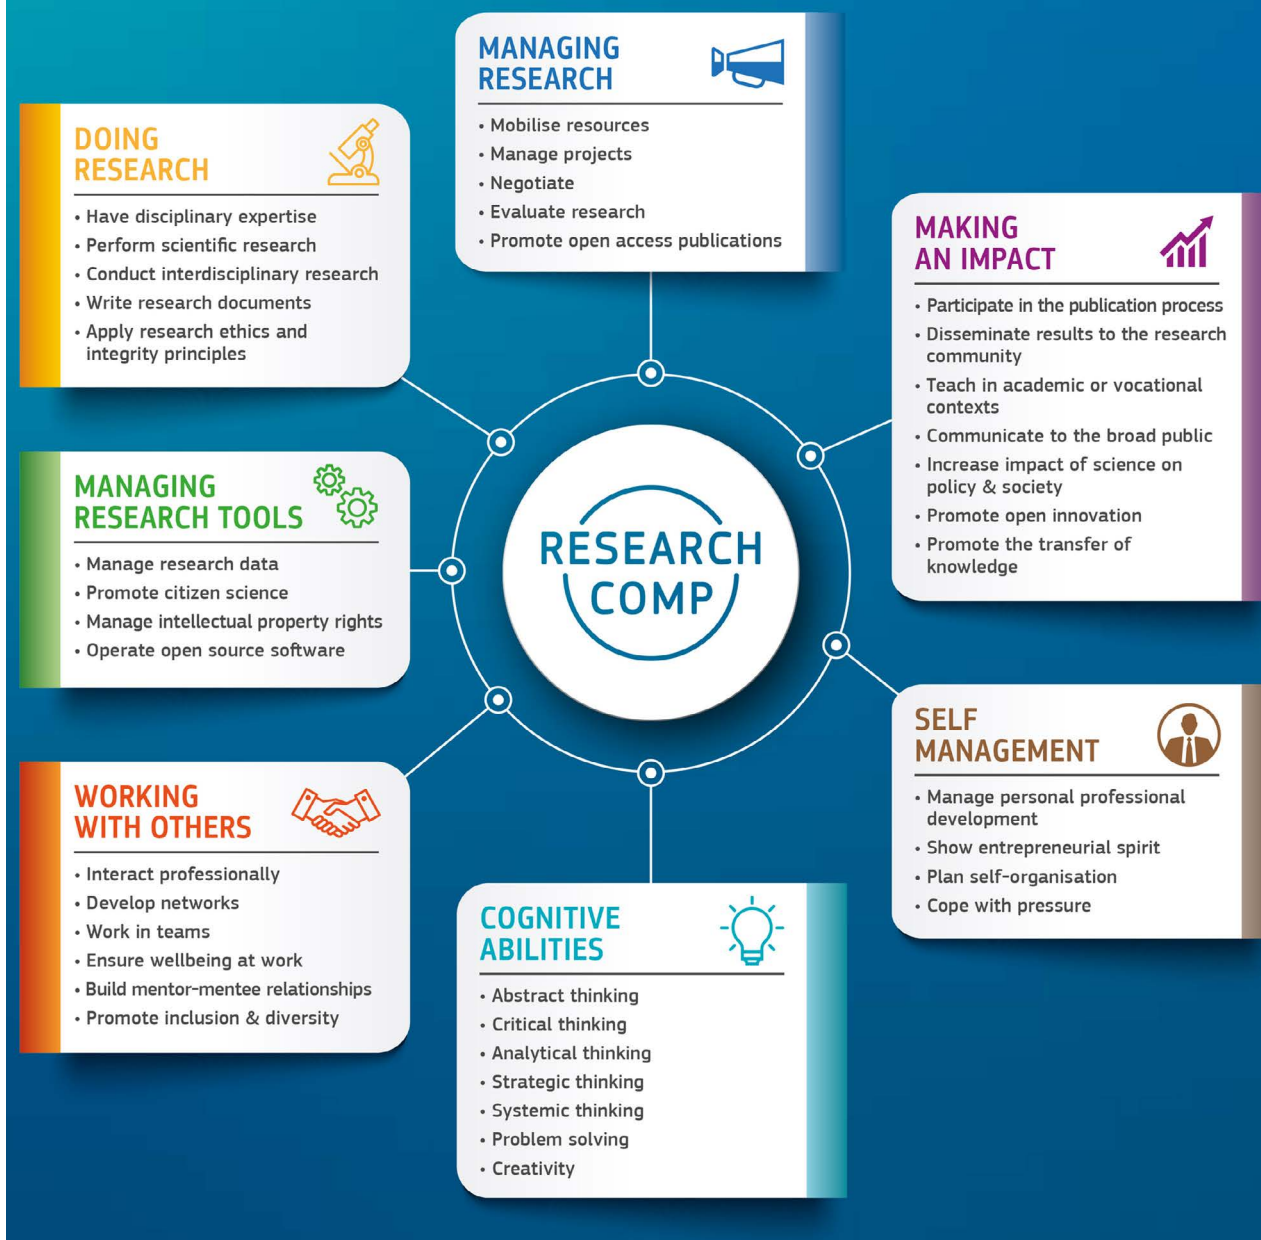 MANAGING
RESEARCH
• Mobilise resources
• Manage projects
• Negotiate
• Evaluate research
• Promote open access publications
DOING
RESEARCH
• Have disciplinary expertise
• Perform scientific research
• Conduct interdisciplinary research
• Write research documents
• Apply research ethics and
integrity principles
MAKING
AN IMPACT
• Participate in the publication process
• Disseminate results to the research
community
• Teach in academic or vocational
contexts
• Communicate to the broad public
• Increase impact of science on
policy & society
• Promote open innovation
• Promote the transfer of
knowledge
MANAGING
RESEARCH TOOLS
• Manage research data
• Promote citizen science
• Manage intellectual property rights
• Operate open source software
RESEARCH
COMP
SELF
MANAGEMENT
• Manage personal professional
development
• Show entrepreneurial spirit
• Plan self-organisation
• Cope with pressure
WORKING
WITH OTHERS
• Interact professionally
• Develop networks
• Work in teams
• Ensure wellbeing at work
• Build mentor-mentee relationships
• Promote inclusion & diversity
COGNITIVE
ABILITIES
• Abstract thinking
• Critical thinking
• Analytical thinking
• Strategic thinking
• Systemic thinking
• Problem solving
• Creativity